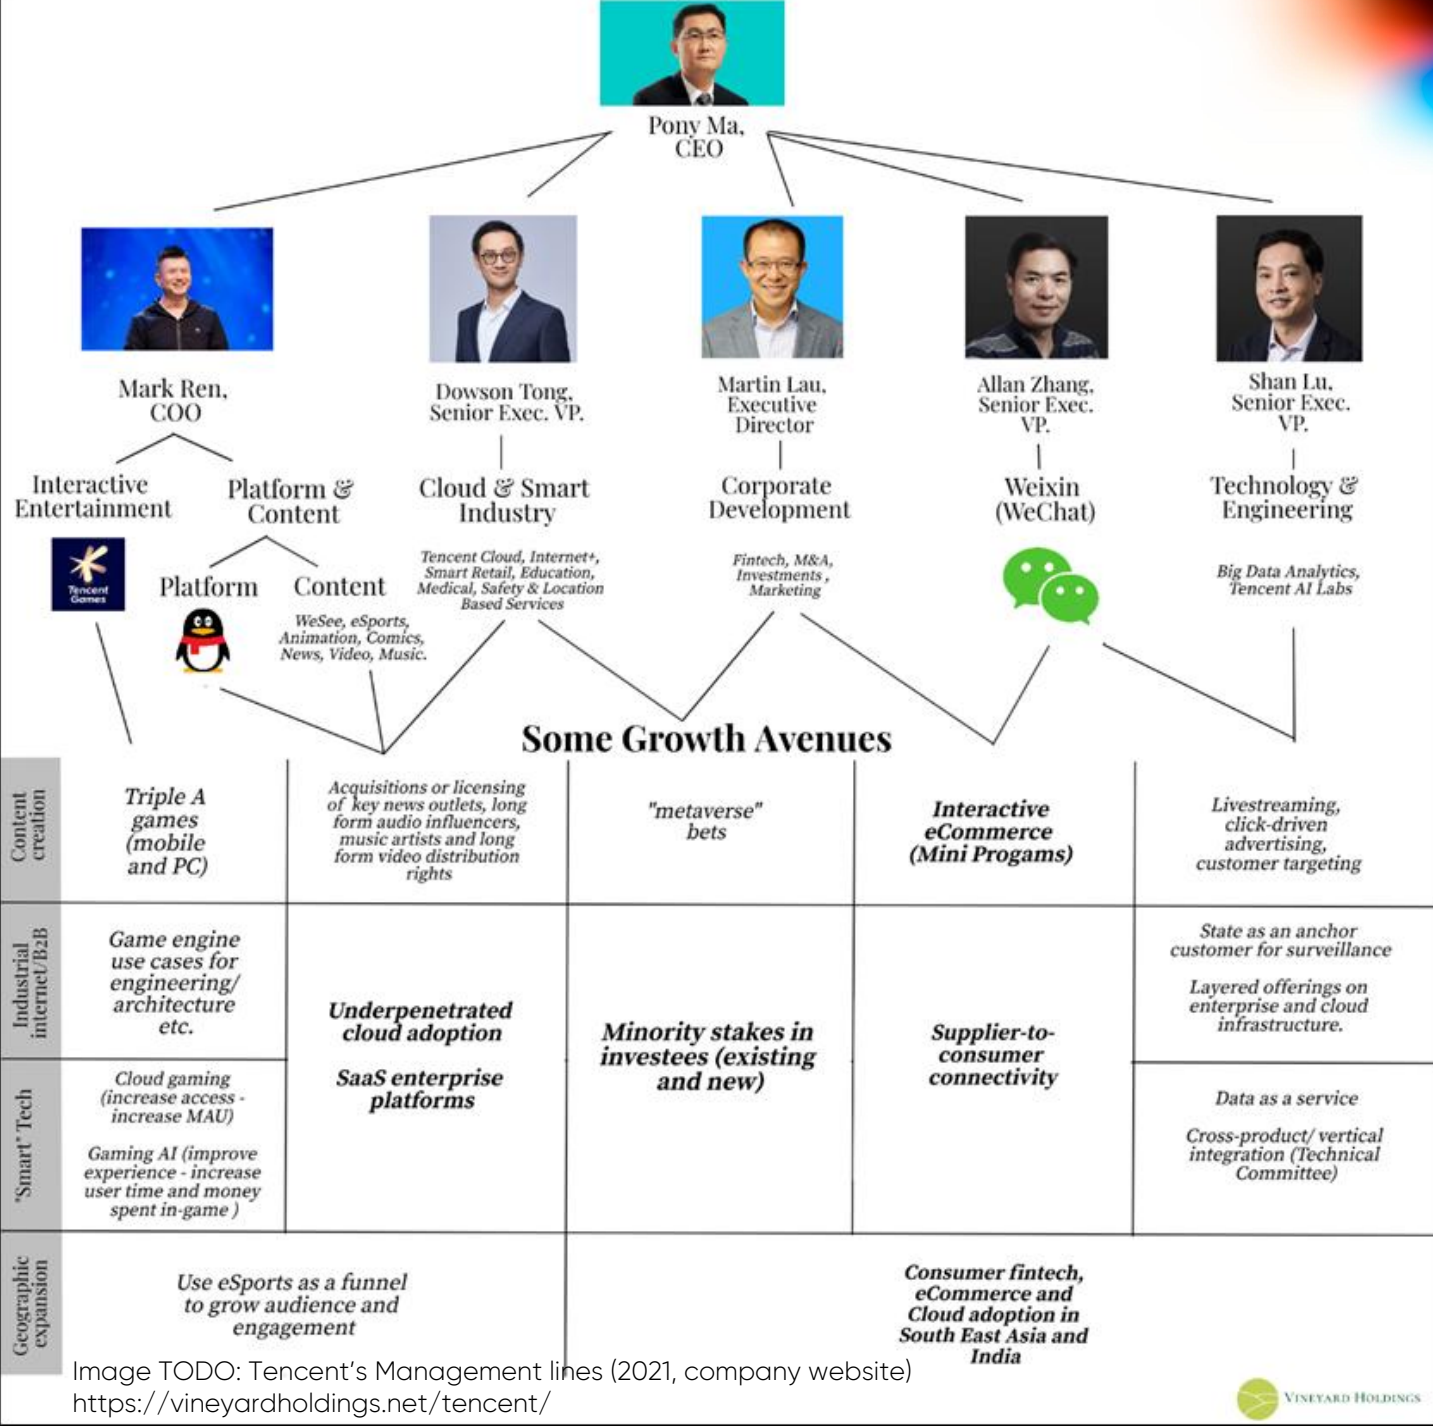 Pony Ma,
CEO
Mark Ren,
COO
Dowson Tong,
Senior Exec. VP.
Martin Lau,
Executive
Director
Allan Zhang,
Senior Exec.
VP.
Shan Lu,
Senior Exec.
VP.
Interactive
Entertainment
Platform &
Content
Cloud & Smart
Industry
Corporate
Development
Weixin
(WeChat)
Technology &
Engineering
Tencent
Games
Platform
Content
WeSee, eSports,
Animation, Comics,
News, Video, Music.
Tencent Cloud, Internet+,
Smart Retail, Education,
Medical, Safety & Location
Based Services
Fintech, M&A,
Investments ,
Marketing
Big Data Analytics,
Tencent AI Labs
Some Growth Avenues
Content
creation
Triple A
games
(mobile
and PC)
Acquisitions or licensing
of key news outlets, long
form audio influencers,
music artists and long
form video distribution
rights
"metaverse"
bets
Interactive
eCommerce
(Mini Progams)
Livestreaming,
click-driven
advertising,
customer targeting
Industrial
internet/B2B
Game engine
use cases for
engineering/
architecture
etc.
Underpenetrated
cloud adoption
SaaS enterprise
platforms
Minority stakes in
investees (existing
and new)
Supplier-to-
consumer
connectivity
State as an anchor
customer for surveillance
Layered offerings on
enterprise and cloud
infrastructure.
"Smart" Tech
Cloud gaming
(increase access -
increase MAU)
Gaming AI (improve
experience - increase
user time and money
spent in-game )
Data as a service
Cross-product/ vertical
integration (Technical
Committee)
Geographic
expansion
Use eSports as a funnel
to grow audience and
engagement
Consumer fintech,
eCommerce and
Cloud adoption in
South East Asia and
India
Image TODO: Tencent's Management lines (2021, company website)
https://vineyardholdings.net/tencent/
VINEYARD HOLDINGS